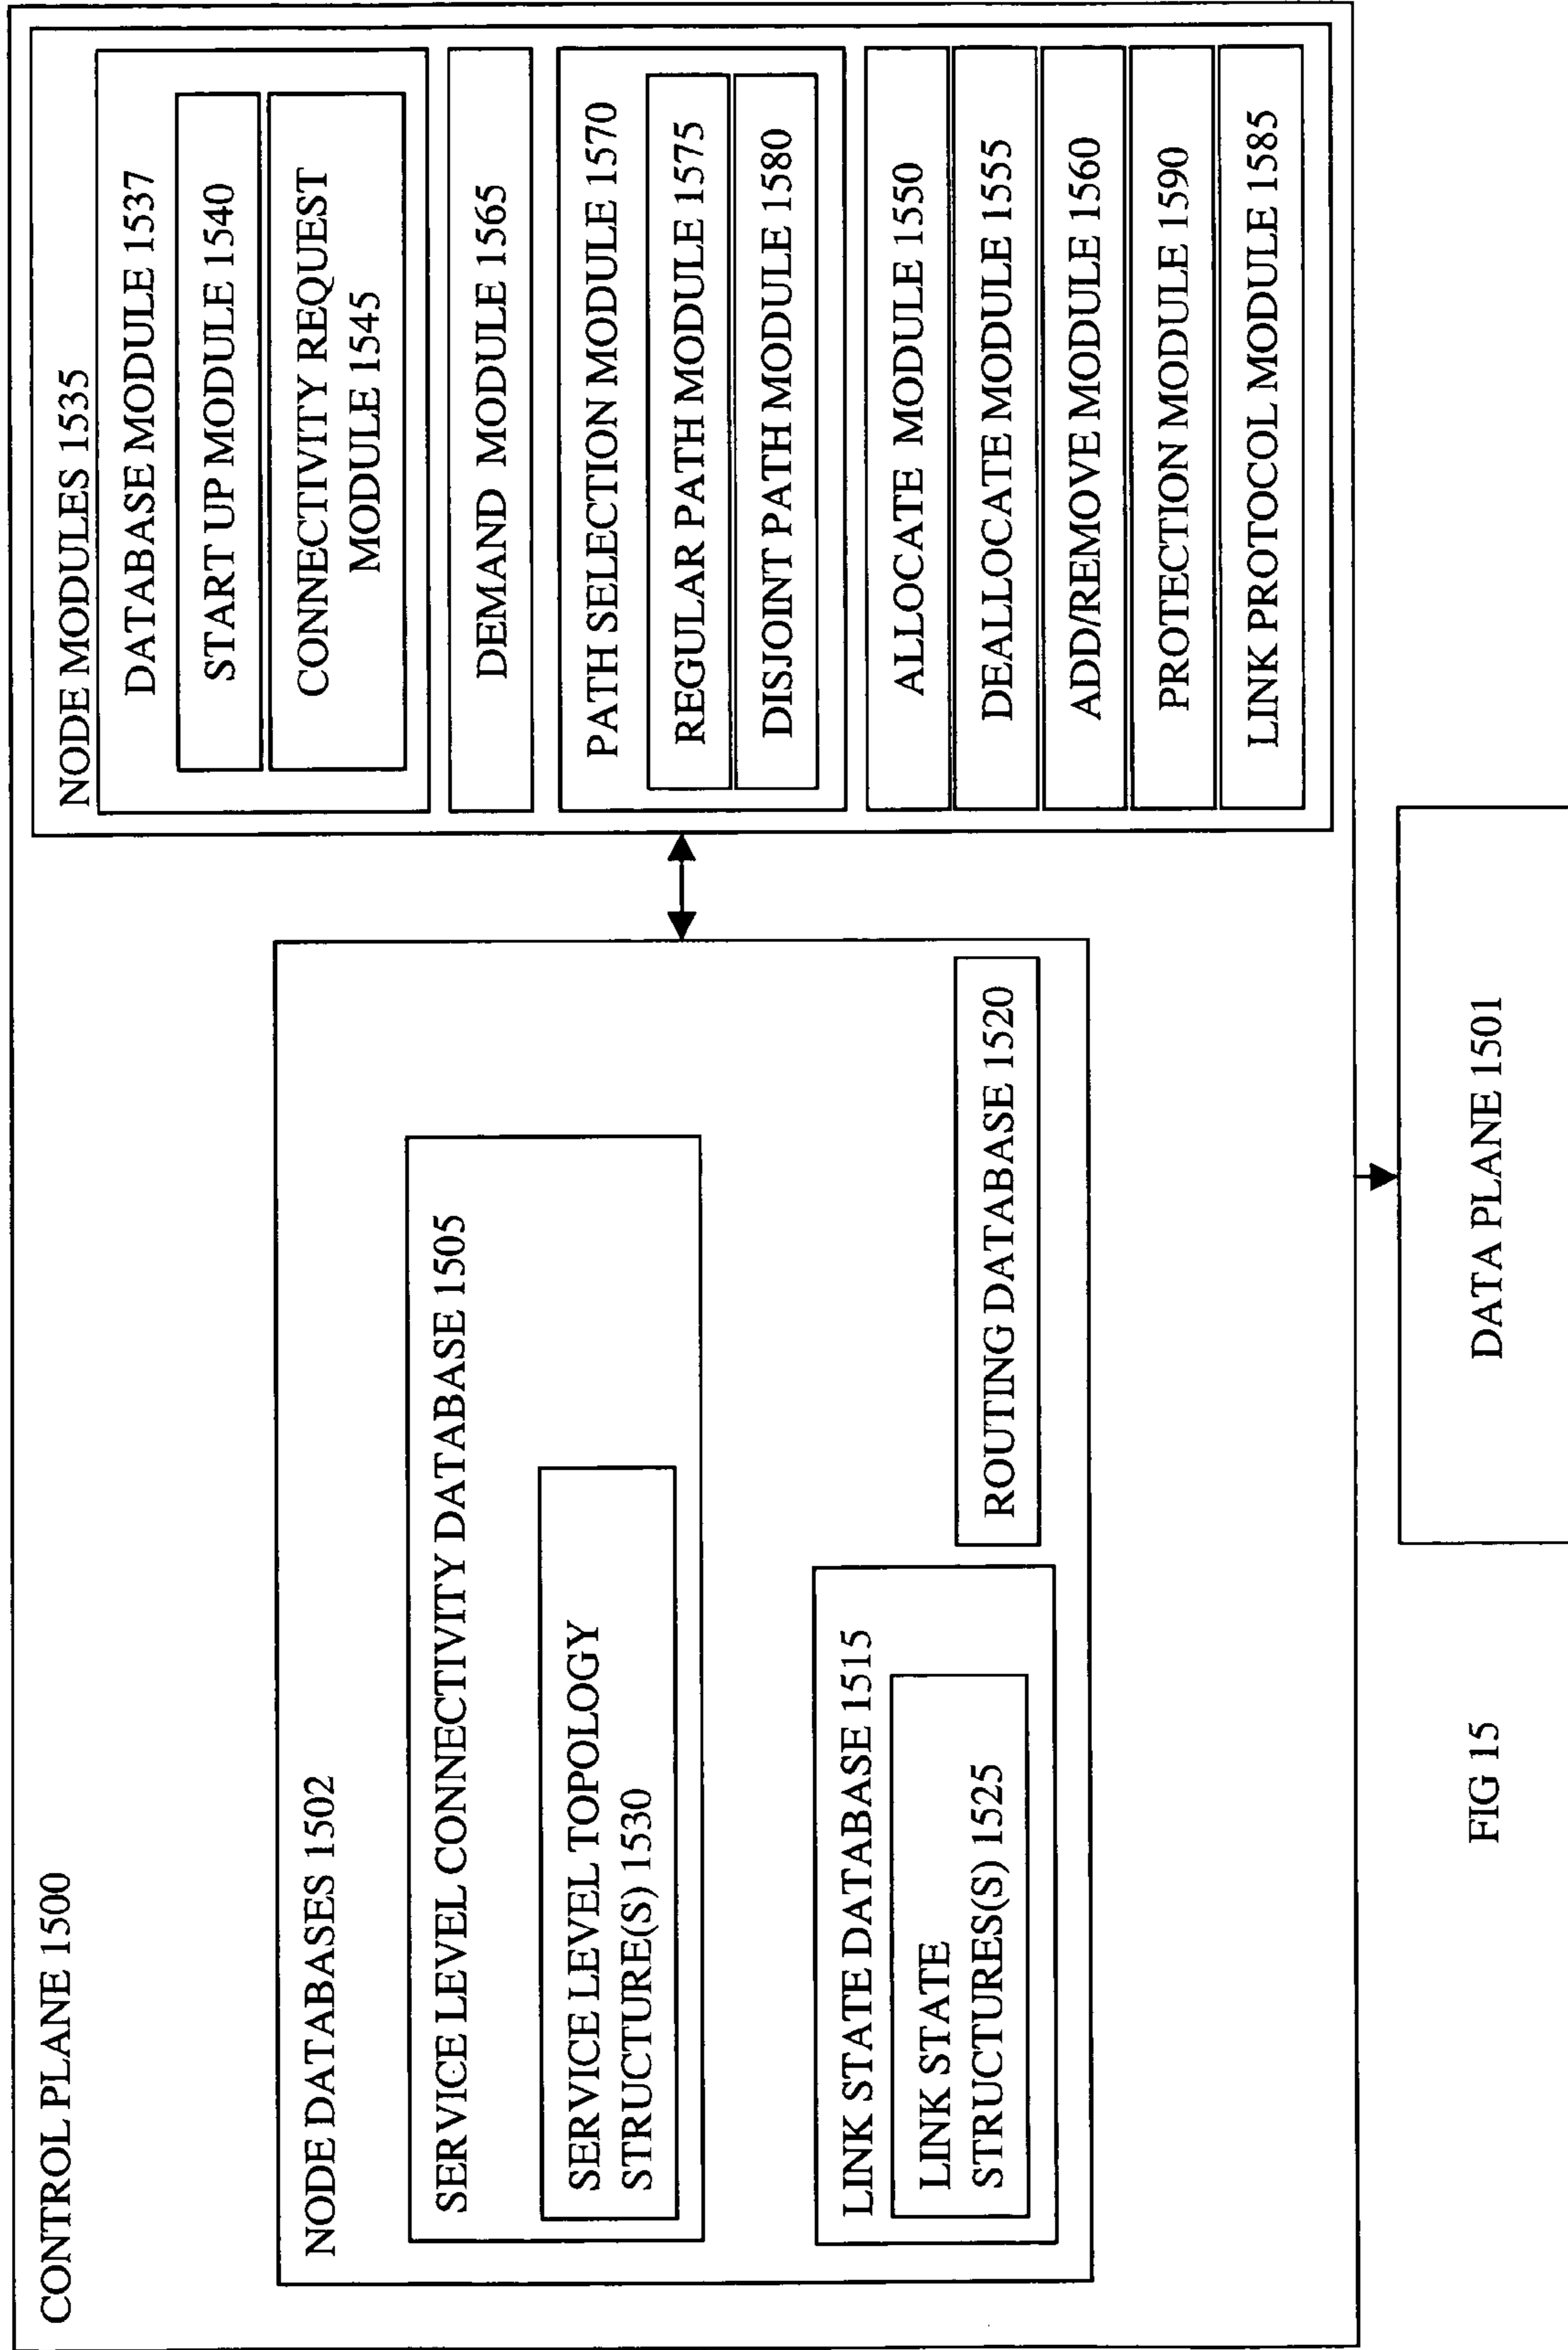 CONTROL PLANE 1500
NODE DATABASES 1502
SERVICE LEVEL CONNECTIVITY DATABASE 1505
SERVICE LEVEL TOPOLOGY
STRUCTURE(S) 1530
LINK STATE DATABASE 1515
LINK STATE
STRUCTURES(S) 1525
ROUTING DATABASE 1520
NODE MODULES 1535
DATABASE MODULE 1537
START UP MODULE 1540
CONNECTIVITY REQUEST
MODULE 1545
DEMAND MODULE 1565
PATH SELECTION MODULE 1570
REGULAR PATH MODULE 1575
DISJOINT PATH MODULE 1580
ALLOCATE MODULE 1550
DEALLOCATE MODULE 1555
ADD/REMOVE MODULE 1560
PROTECTION MODULE 1590
LINK PROTOCOL MODULE 1585
DATA PLANE 1501
FIG 15